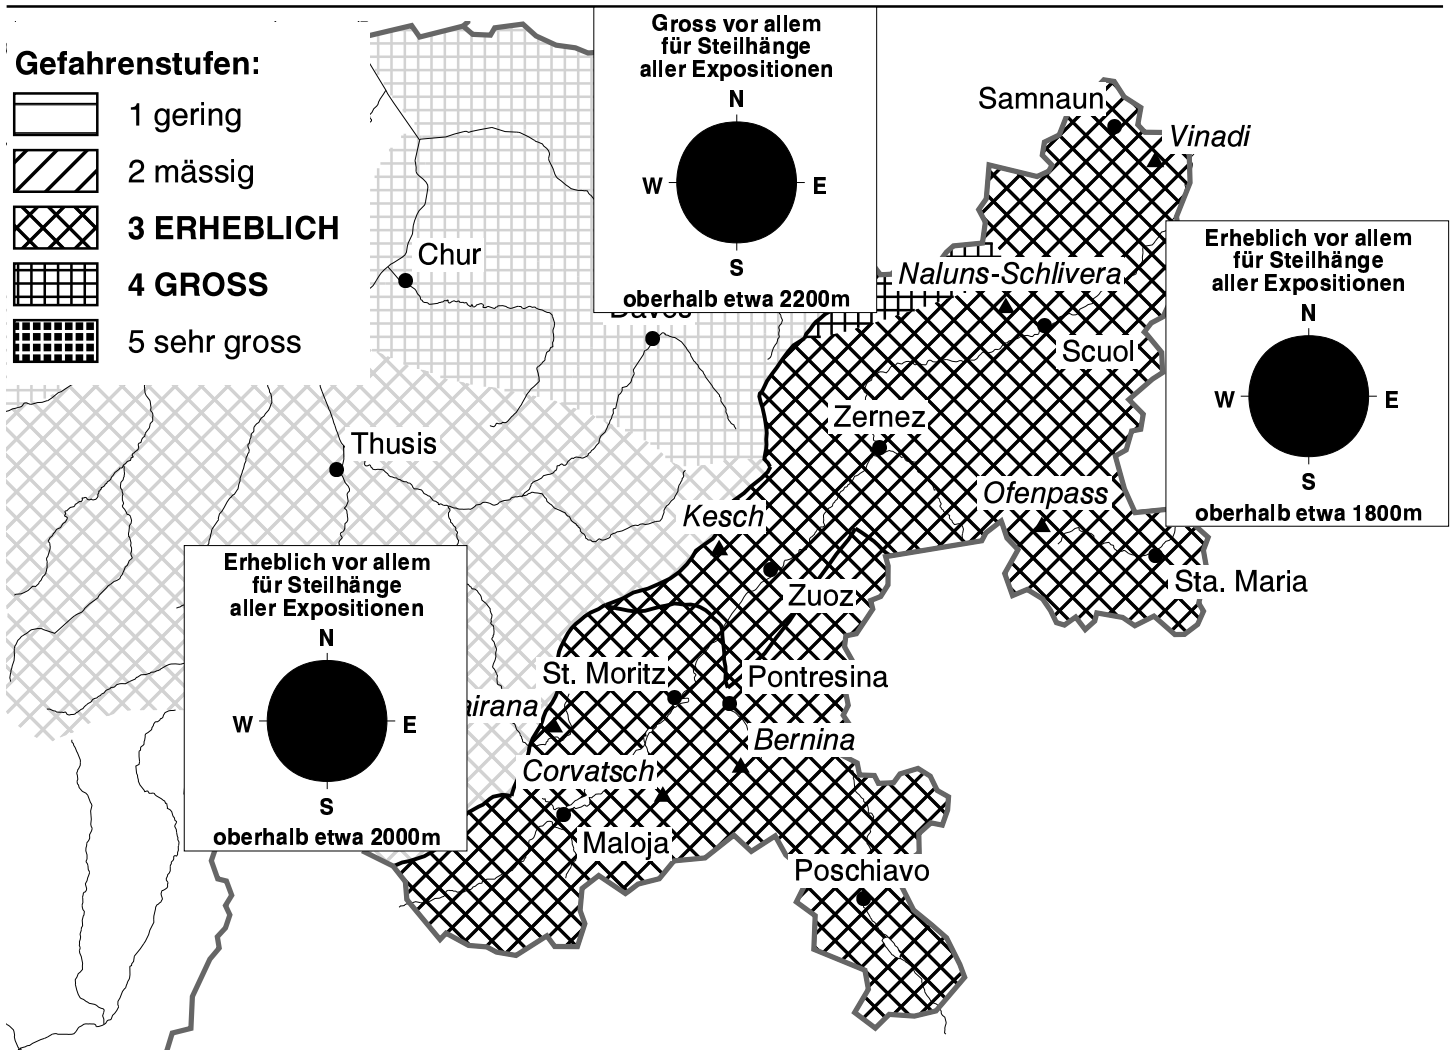 Gefahrenstufen:
1 gering
2 mässig
3 ERHEBLICH
4 GROSS
5 sehr gross
Gross vor allem
für Steilhänge
aller Expositionen
N
W
E
S
oberhalb etwa 2200m
Samnaun
Vinadi
Chur
Naluns-Schlivera
Davos
Scuol
Erheblich vor allem
für Steilhänge
aller Expositionen
N
W
E
S
oberhalb etwa 1800m
Zernez
Thusis
Ofenpass
Kesch
Zuoz
Sta. Maria
Erheblich vor allem
für Steilhänge
aller Expositionen
N
W
E
S
oberhalb etwa 2000m
St. Moritz
Pontresina
airana
Bernina
Corvatsch
Maloja
Poschiavo